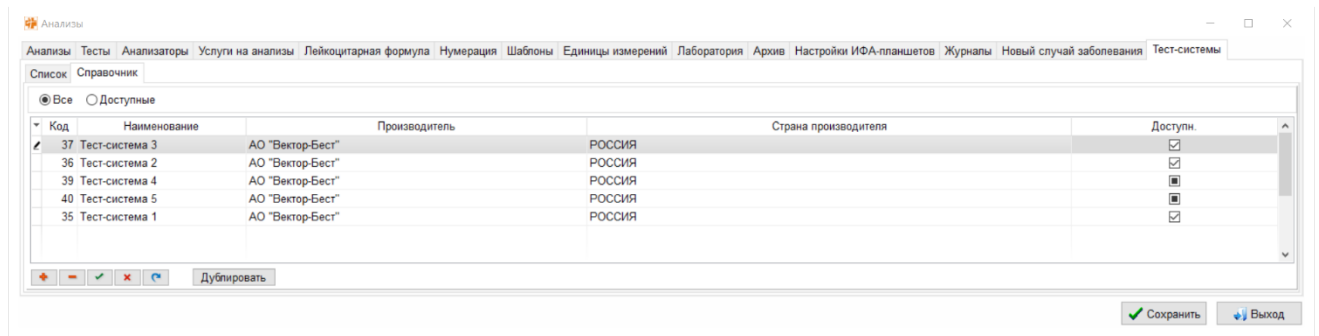 Анализы
Анализы Тесты Анализаторы Услуги на анализы Лейкоцитарная формула Нумерация Шаблоны Единицы измерений Лаборатория Архив Настройки ИФА-планшетов Журналы Новый случай заболевания Тест-системы
Список Справочник
Все Доступные
Код Наименование Производитель Страна производителя Доступн.
37 Тест-система 3 АО "Вектор-Бест" РОССИЯ
36 Тест-система 2 АО "Вектор-Бест" РОССИЯ
39 Тест-система 4 АО "Вектор-Бест" РОССИЯ
40 Тест-система 5 АО "Вектор-Бест" РОССИЯ
35 Тест-система 1 АО "Вектор-Бест" РОССИЯ
Дублировать
Сохранить Выход